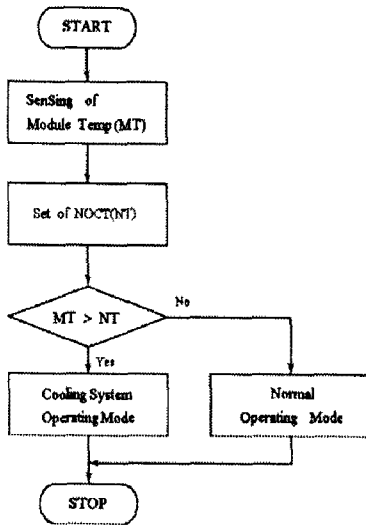 START
SenSing of
Module Temp(MT)
Set of NOCT(NT)
MT > NT
No
Yes
Cooling System
Operating Mode
Normal
Operating Mode
STOP